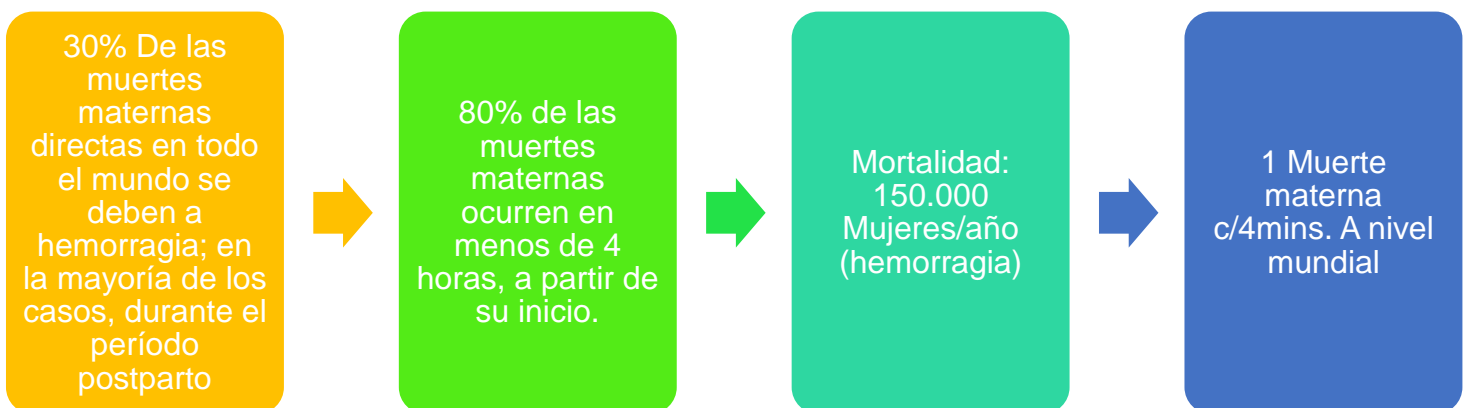 30% De las
muertes
maternas
directas en todo
el mundo se
deben a
hemorragia; en
la mayoría de los
casos, durante el
período
postparto
80% de las
muertes
maternas
ocurren en
menos de 4
horas, a partir de
su inicio.
Mortalidad:
150.000
Mujeres/año
(hemorragia)
1 Muerte
materna
c/4mins. A nivel
mundial